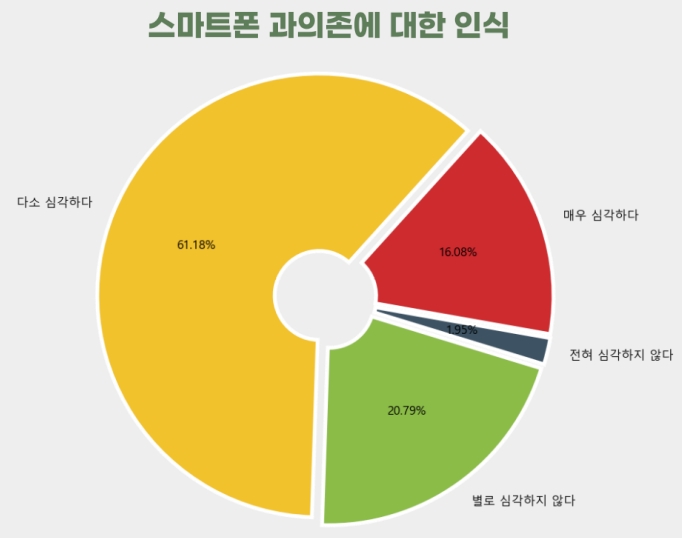 스마트폰 과의존에 대한 인식
다소 심각하다
61.18%
매우 심각하다
16.08%
1.95%
전혀 심각하지 않다
20.79%
별로 심각하지 않다